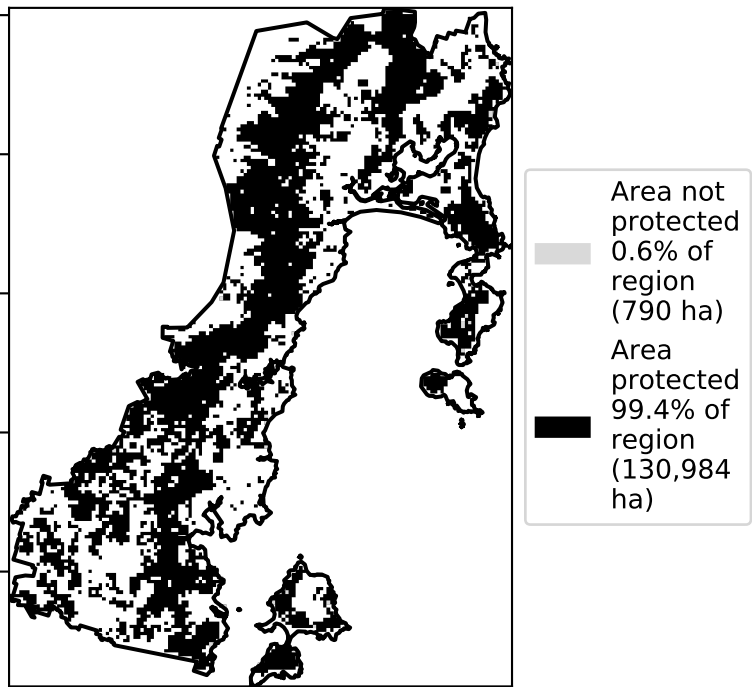 Area not
protected
0.6% of
region
(790 ha)
Area
protected
99.4% of
region
(130,984
ha)